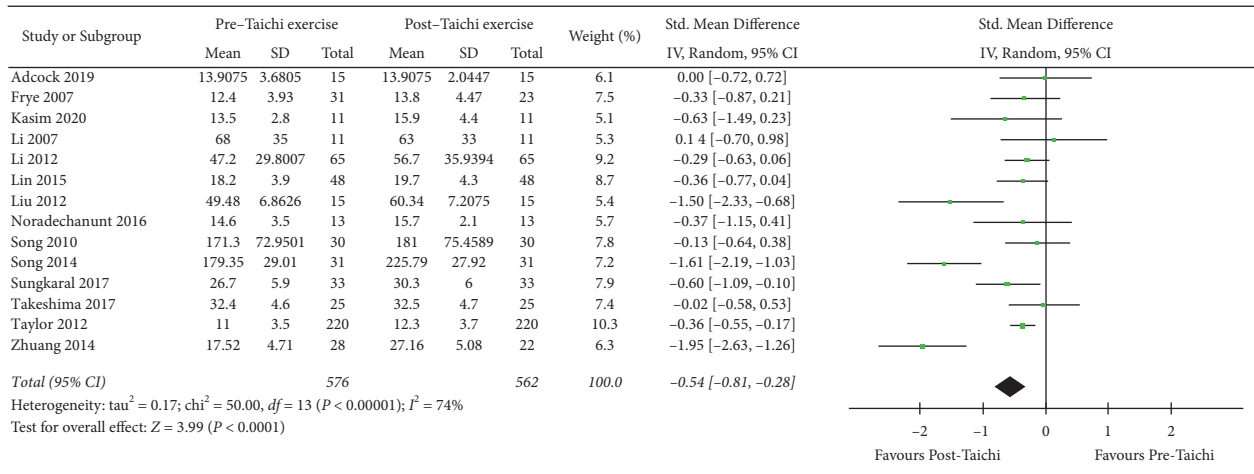 Study or Subgroup Pre–Taichi exercise Post–Taichi exercise Weight (%) Std. Mean Difference Std. Mean Difference
Mean SD Total Mean SD Total IV, Random, 95% CI IV, Random, 95% CI
Adcock 2019 13.9075 3.6805 15 13.9075 2.0447 15 6.1 0.00 [−0.72, 0.72]
Frye 2007 12.4 3.93 31 13.8 4.47 23 7.5 −0.33 [−0.87, 0.21]
Kasim 2020 13.5 2.8 11 15.9 4.4 11 5.1 −0.63 [−1.49, 0.23]
Li 2007 68 35 11 63 33 11 5.3 0.1 4 [−0.70, 0.98]
Li 2012 47.2 29.8007 65 56.7 35.9394 65 9.2 −0.29 [−0.63, 0.06]
Lin 2015 18.2 3.9 48 19.7 4.3 48 8.7 −0.36 [−0.77, 0.04]
Liu 2012 49.48 6.8626 15 60.34 7.2075 15 5.4 −1.50 [−2.33, −0.68]
Noradechanunt 2016 14.6 3.5 13 15.7 2.1 13 5.7 −0.37 [−1.15, 0.41]
Song 2010 171.3 72.9501 30 181 75.4589 30 7.8 −0.13 [−0.64, 0.38]
Song 2014 179.35 29.01 31 225.79 27.92 31 7.2 −1.61 [−2.19, −1.03]
Sungkaral 2017 26.7 5.9 33 30.3 6 33 7.9 −0.60 [−1.09, −0.10]
Takeshima 2017 32.4 4.6 25 32.5 4.7 25 7.4 −0.02 [−0.58, 0.53]
Taylor 2012 11 3.5 220 12.3 3.7 220 10.3 −0.36 [−0.55, −0.17]
Zhuang 2014 17.52 4.71 28 27.16 5.08 22 6.3 −1.95 [−2.63, −1.26]
Total (95% CI) 576 562 100.0 −0.54 [−0.81, −0.28]
Heterogeneity: tau² = 0.17; chi² = 50.00, df = 13 (P < 0.00001); I² = 74%
Test for overall effect: Z = 3.99 (P < 0.0001)
−2 −1 0 1 2
Favours Post-Taichi Favours Pre-Taichi